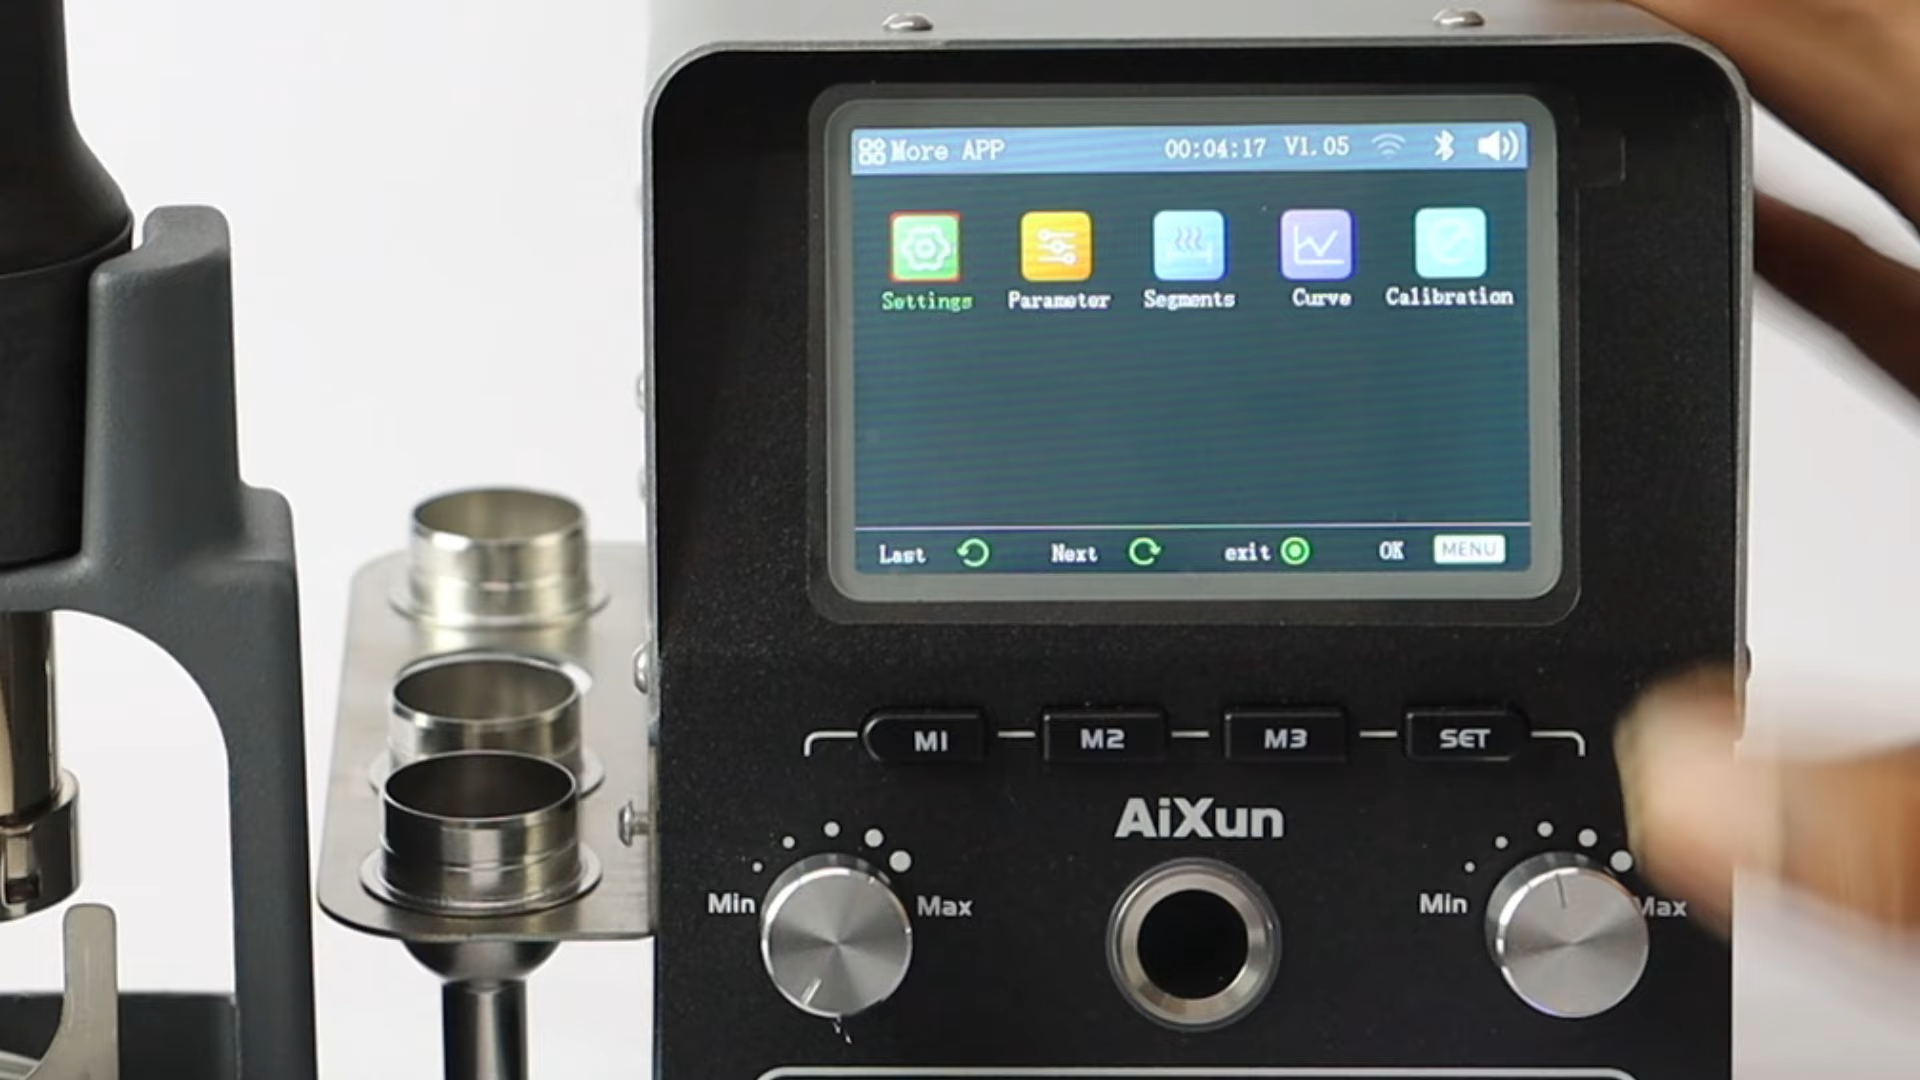 More APP 00:04:17 V1.05
Settings Parameter Segments Curve Calibration
Last Next exit OK MENU
M1 M2 M3 SET
AiXun
Min Max Min Max